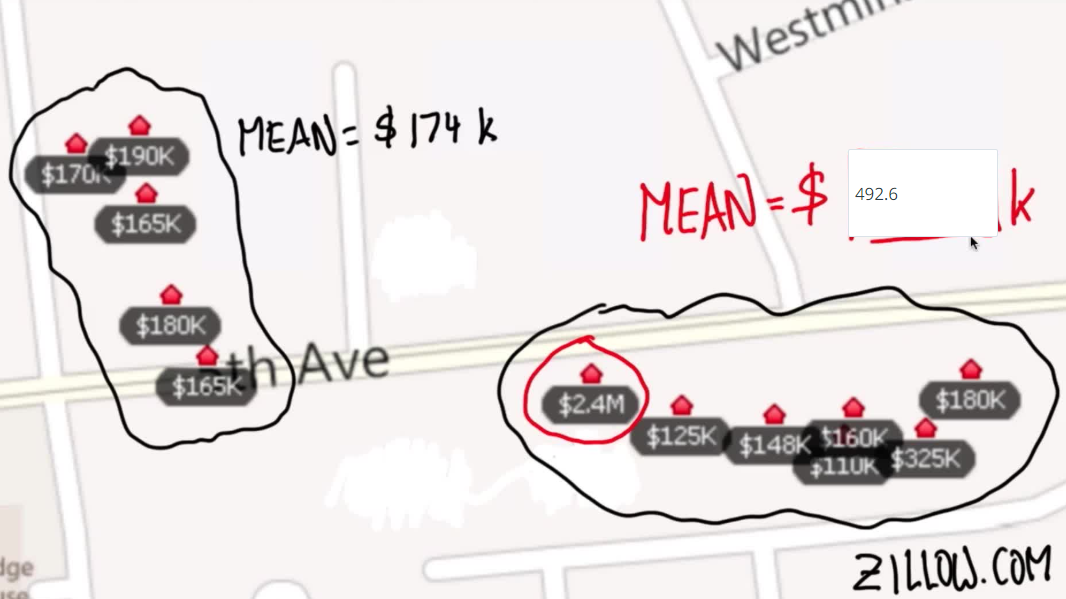 Westmin
$190K
$170K
MEAN = $174 k
$165K
MEAN = $ 492.6 k
$180K
th Ave
$165K
$2.4M
$180K
$125K
$148K
$160K
$110K
$325K
dge
use
ZILLOW.COM